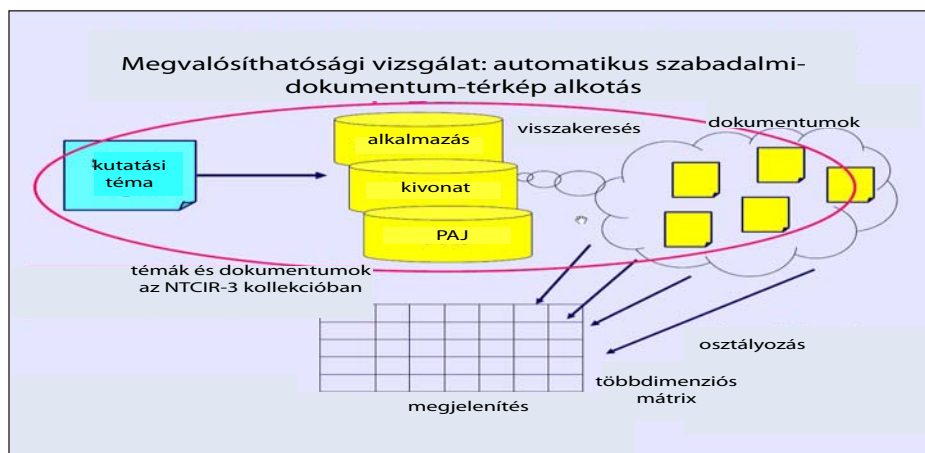 Megvalósíthatósági vizsgálat: automatikus szabadalmi-
dokumentum-térkép alkotás
kutatási
téma
alkalmazás
kivonat
PAJ
visszakeresés
dokumentumok
témák és dokumentumok
az NTCIR-3 kollekcióban
osztályozás
többdimenziós
mátrix
megjelenítés